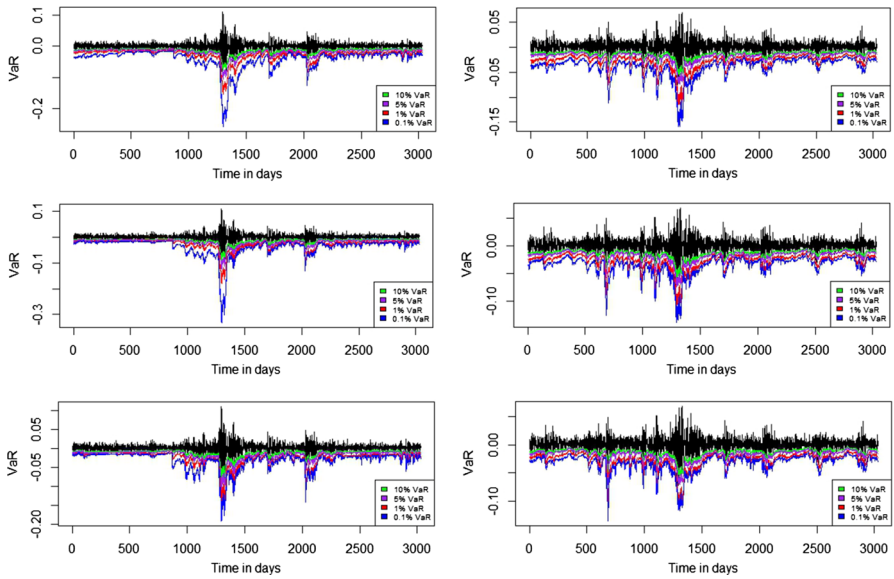 0.1
0.0
-0.2
VaR
10% VaR
5% VaR
1% VaR
0.1% VaR
0 500 1000 1500 2000 2500 3000
Time in days
0.05
-0.05
-0.15
VaR
10% VaR
5% VaR
1% VaR
0.1% VaR
0 500 1000 1500 2000 2500 3000
Time in days
0.1
-0.1
-0.3
VaR
10% VaR
5% VaR
1% VaR
0.1% VaR
0 500 1000 1500 2000 2500 3000
Time in days
0.00
-0.10
VaR
10% VaR
5% VaR
1% VaR
0.1% VaR
0 500 1000 1500 2000 2500 3000
Time in days
0.05
-0.05
-0.20
VaR
10% VaR
5% VaR
1% VaR
0.1% VaR
0 500 1000 1500 2000 2500 3000
Time in days
0.00
-0.10
VaR
10% VaR
5% VaR
1% VaR
0.1% VaR
0 500 1000 1500 2000 2500 3000
Time in days